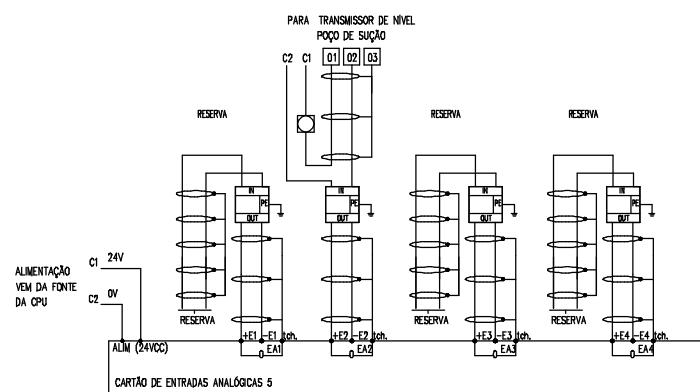 PARA TRANSMISSOR DE NÍVEL
POÇO DE SUÇÃO
C2 C1 01 02 03
RESERVA RESERVA RESERVA
IN IN IN IN
PE PE PE PE
OUT OUT OUT OUT
C1 24V
ALIMENTAÇÃO
VEM DA FONTE
DA CPU
C2 0V
RESERVA RESERVA RESERVA
+E1 -E1 tch. +E2 -E2 tch. +E3 -E3 tch. +E4 -E4 tch.
ALIM (24VCC) EA1 EA2 EA3 EA4
CARTÃO DE ENTRADAS ANALÓGICAS 5